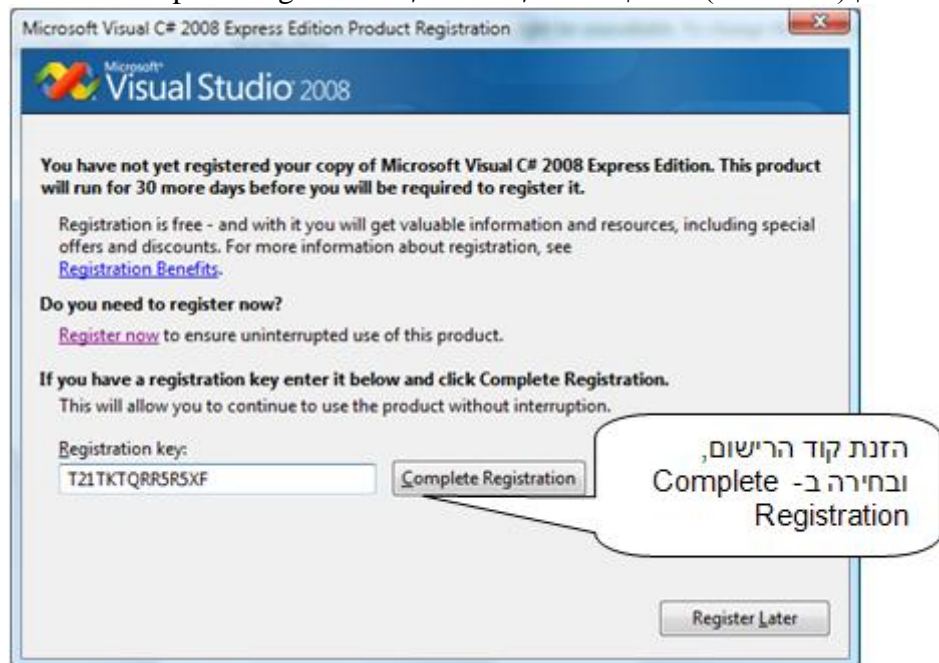 Microsoft Visual C# 2008 Express Edition Product Registration
Microsoft®
Visual Studio 2008
You have not yet registered your copy of Microsoft Visual C# 2008 Express Edition. This product
will run for 30 more days before you will be required to register it.
Registration is free - and with it you will get valuable information and resources, including special
offers and discounts. For more information about registration, see
Registration Benefits.
Do you need to register now?
Register now to ensure uninterrupted use of this product.
If you have a registration key enter it below and click Complete Registration.
This will allow you to continue to use the product without interruption.
Registration key:
T21TKTQRR5R5XF
Complete Registration
הזנת קוד הרישום,
ובחירה ב- Complete
Registration
Register Later